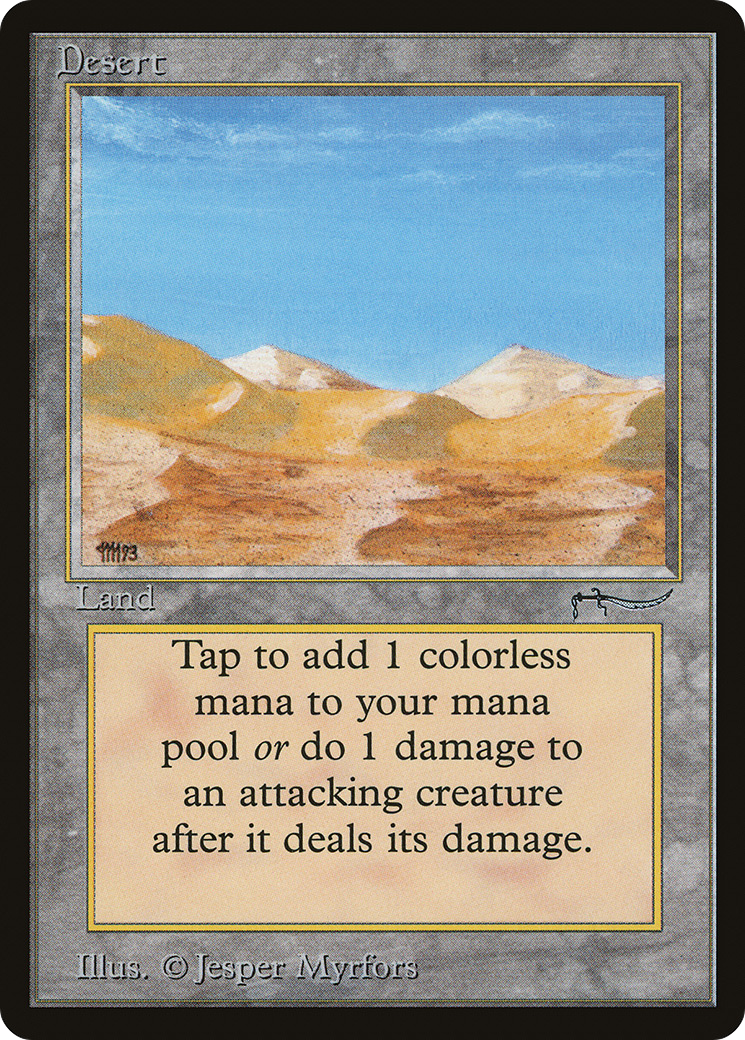 Desert
Land
Tap to add 1 colorless
mana to your mana
pool or do 1 damage to
an attacking creature
after it deals its damage.
Illus. © Jesper Myrfors